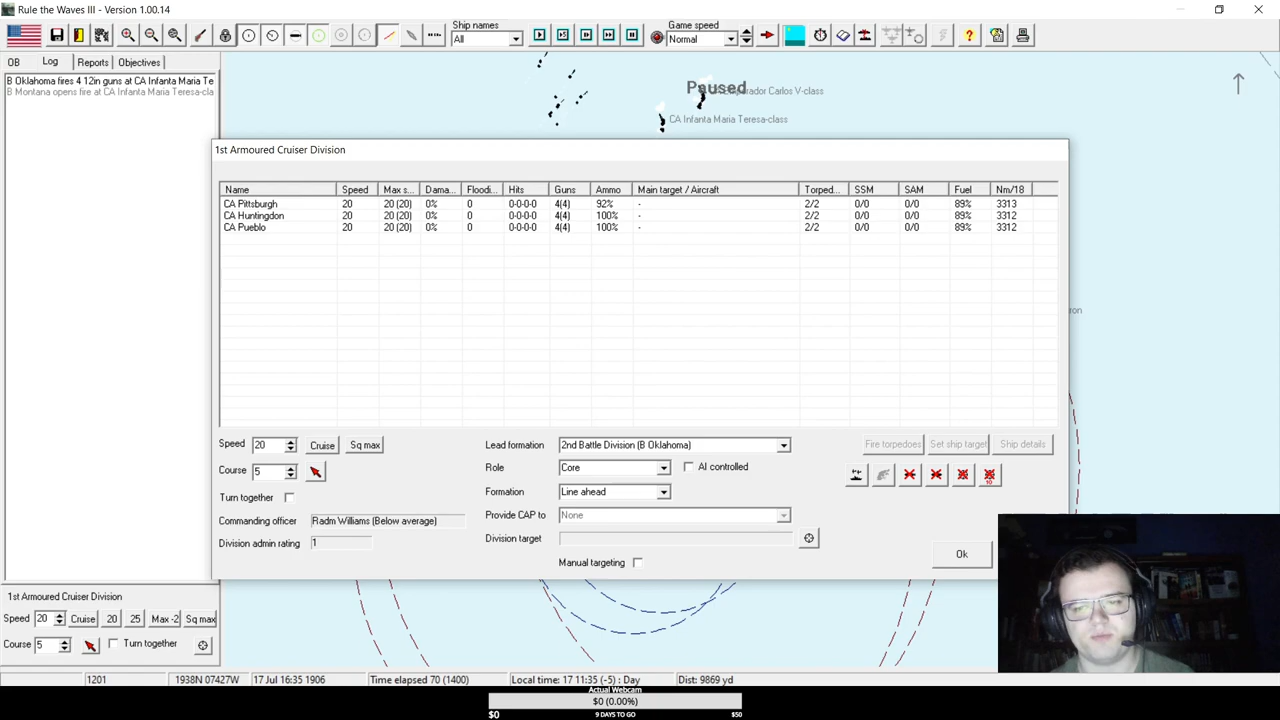 Rule the Waves III - Version 1.00.14
Ship names
All
Game speed
Normal
OB Log Reports Objectives
B Oklahoma fires 4 12in guns at CA Infanta Maria Te
B Montana opens fire at CA Infanta Maria Teresa-cla
Paused
Carlos V-class
CA Infanta Maria Teresa-class
1st Armoured Cruiser Division
Name Speed Max s... Dama... Floodi... Hits Guns Ammo Main target / Aircraft Torped... SSM SAM Fuel Nm/18
CA Pittsburgh 20 20 (20) 0% 0 0-0-0-0 4(4) 92% - 2/2 0/0 0/0 89% 3313
CA Huntingdon 20 20 (20) 0% 0 0-0-0-0 4(4) 100% - 2/2 0/0 0/0 89% 3312
CA Pueblo 20 20 (20) 0% 0 0-0-0-0 4(4) 100% - 2/2 0/0 0/0 89% 3312
Speed 20 Cruise Sq max
Course 5
Turn together
Commanding officer Radm Williams (Below average)
Division admin rating 1
Lead formation 2nd Battle Division (B Oklahoma)
Role Core AI controlled
Formation Line ahead
Provide CAP to None
Division target
Manual targeting
Fire torpedoes Set ship target Ship details
10
Ok
1st Armoured Cruiser Division
Speed 20 Cruise 20 25 Max -2 Sq max
Course 5 Turn together
1201 1938N 07427W 17 Jul 16:35 1906 Time elapsed 70 (1400) Local time: 17 11:35 (-5) : Day Dist: 9869 yd
Actual Webcam
$0 (0.00%)
$0 9 DAYS TO GO $50